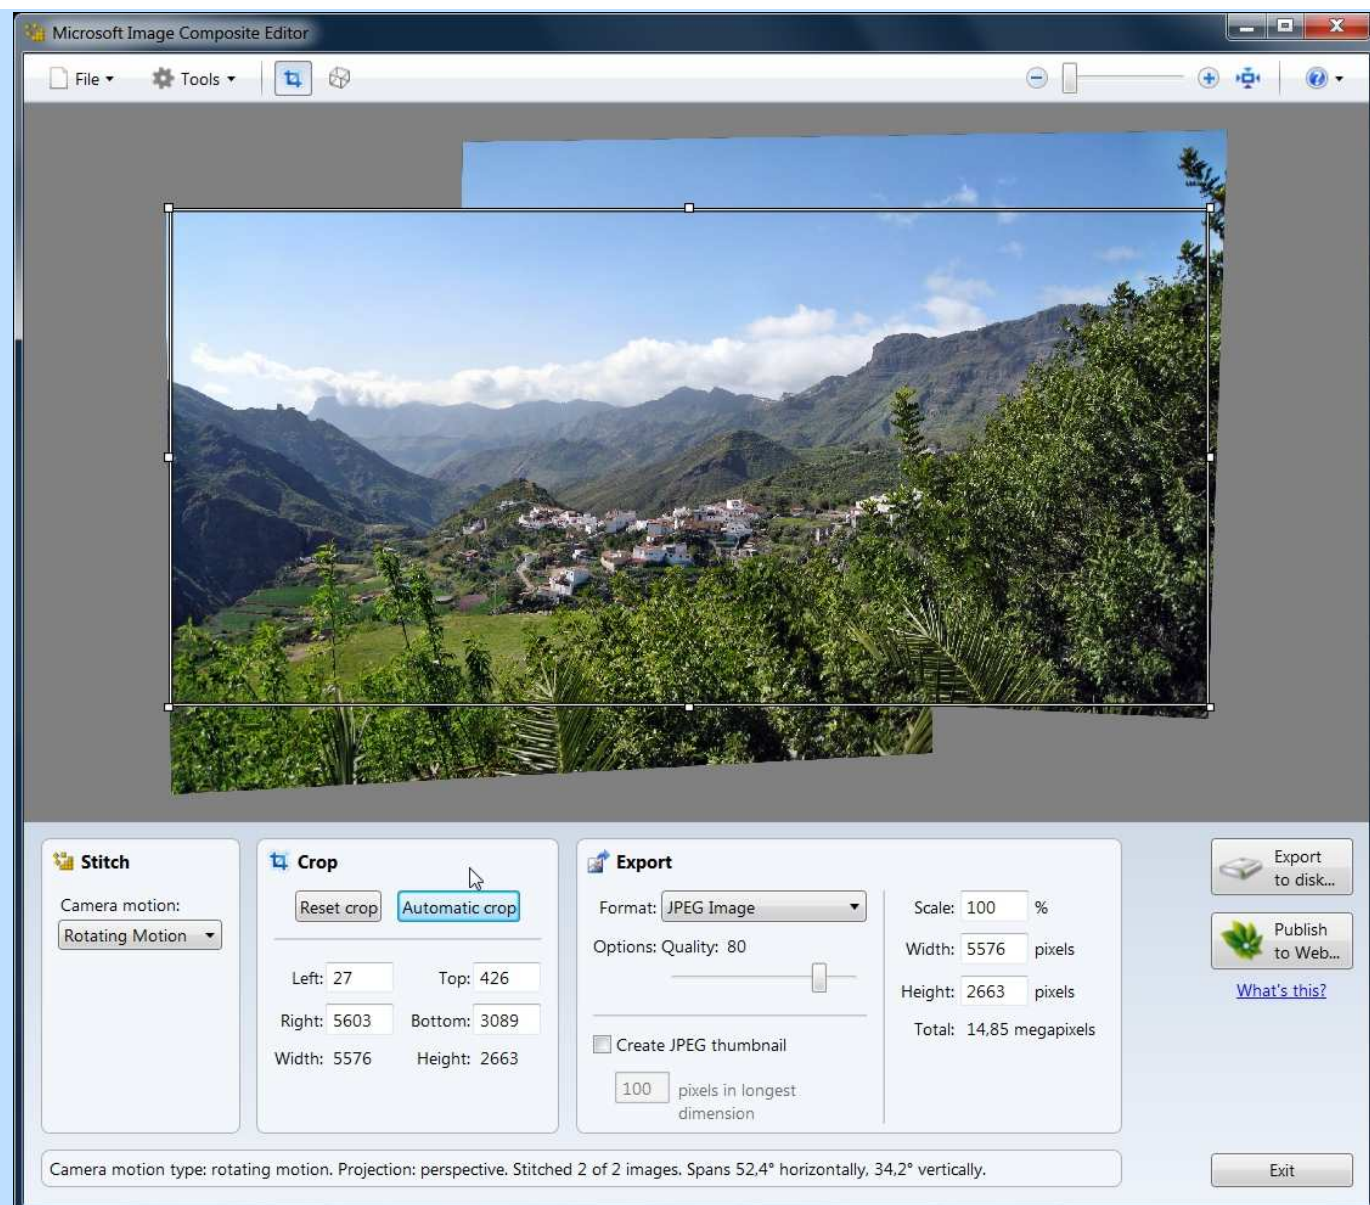 Microsoft Image Composite Editor
File Tools
Stitch
Camera motion:
Rotating Motion
Crop
Reset crop Automatic crop
Left: 27 Top: 426
Right: 5603 Bottom: 3089
Width: 5576 Height: 2663
Export
Format: JPEG Image
Options: Quality: 80
Create JPEG thumbnail
100 pixels in longest
dimension
Scale: 100 %
Width: 5576 pixels
Height: 2663 pixels
Total: 14,85 megapixels
Export
to disk...
Publish
to Web...
What's this?
Camera motion type: rotating motion. Projection: perspective. Stitched 2 of 2 images. Spans 52,4° horizontally, 34,2° vertically.
Exit